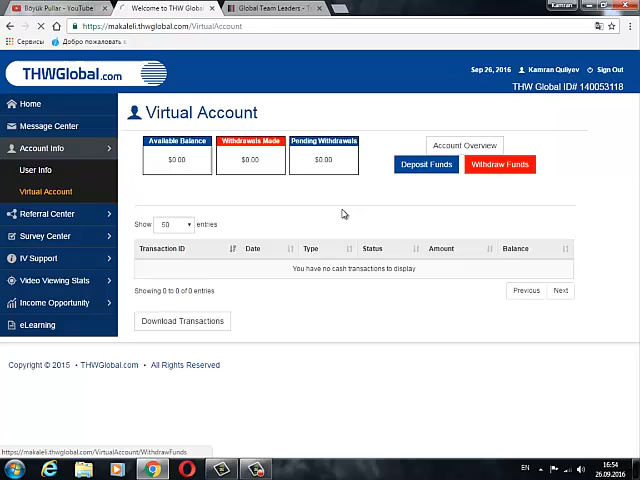 Böyük Pullar - YouTube
Welcome to THW Global
Global Team Leaders - T
Kamran
https://makaleli.thwglobal.com/VirtualAccount
Сервисы
Добро пожаловать
THWGlobal.com
Sep 26, 2016 Kamran Quliyev Sign Out
THW Global ID# 140053118
Home
Message Center
Account Info
User Info
Virtual Account
Referral Center
Survey Center
IV Support
Video Viewing Stats
Income Opportunity
eLearning
Virtual Account
Available Balance Withdrawals Made Pending Withdrawals
$0.00 $0.00 $0.00
Account Overview
Deposit Funds Withdraw Funds
Show 50 entries
Transaction ID Date Type Status Amount Balance
You have no cash transactions to display
Showing 0 to 0 of 0 entries
Previous Next
Download Transactions
Copyright © 2015 • THWGlobal.com • All Rights Reserved
https://makaleli.thwglobal.com/VirtualAccount/WithdrawFunds
EN
16:54
26.09.2016